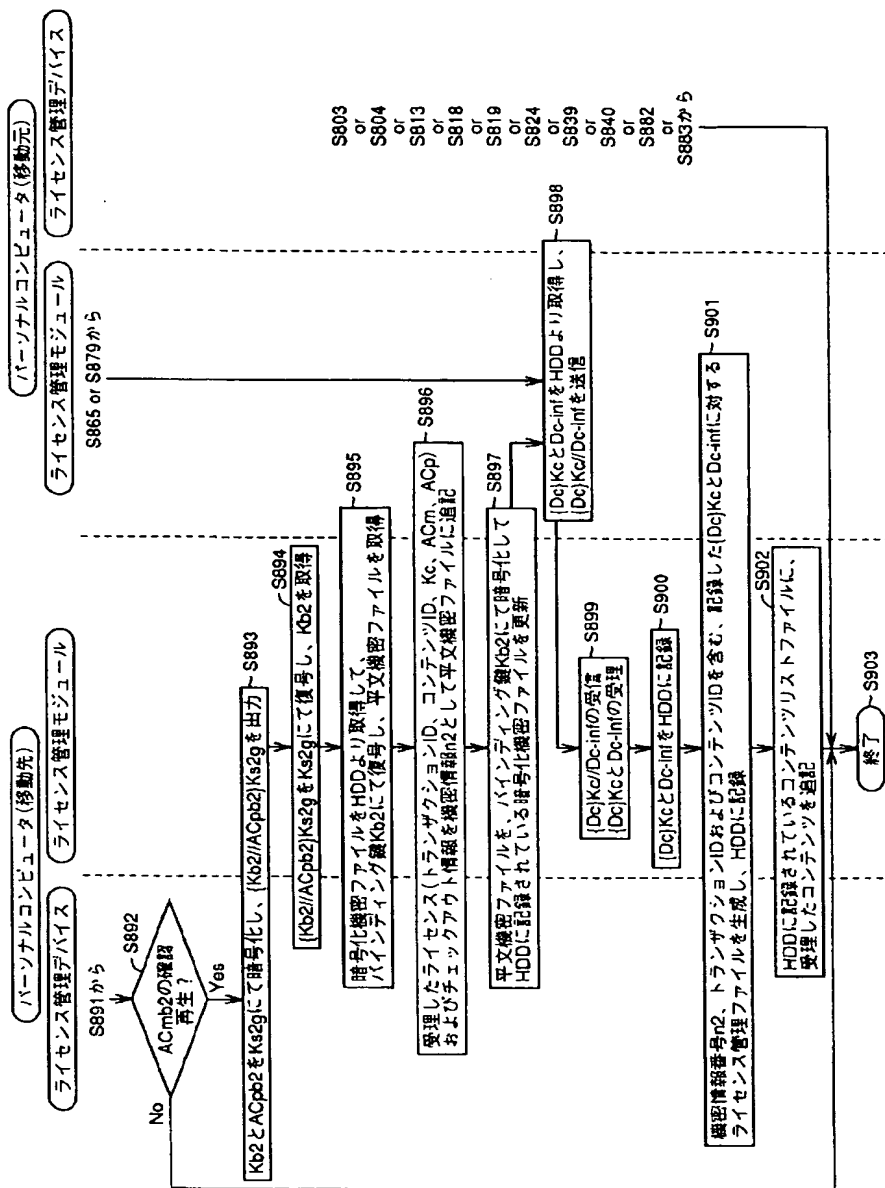 パーソナルコンピュータ(移動先)
パーソナルコンピュータ(移動元)
ライセンス管理デバイス
ライセンス管理モジュール
ライセンス管理モジュール
ライセンス管理デバイス
S891から
S892
ACmb2の確認
再生?
No
Yes
S893
Kb2とACpb2をKs2gにて暗号化し、{Kb2//ACpb2}Ks2gを出力
S894
{Kb2//ACpb2}Ks2gをKs2gにて復号し、Kb2を取得
S895
暗号化機密ファイルをHDDより取得して、
バインディング鍵Kb2にて復号し、平文機密ファイルを取得
S896
受理したライセンス(トランザクションID、コンテンツID、Kc、ACm、ACp)
およびチェックアウト情報を機密情報n2として平文機密ファイルに追記
S897
平文機密ファイルを、バインディング鍵Kb2にて暗号化して
HDDに記録されている暗号化機密ファイルを更新
S865 or S879から
S898
{Dc}KcとDc-infをHDDより取得し、
{Dc}Kc//Dc-infを送信
S899
{Dc}Kc//Dc-infの受信
{Dc}KcとDc-infの受理
S900
{Dc}KcとDc-infをHDDに記録
S901
機密情報番号n2、トランザクションIDおよびコンテンツIDを含む、記録した{Dc}KcとDc-infに対する
ライセンス管理ファイルを生成し、HDDに記録
S902
HDDに記録されているコンテンツリストファイルに、
受理したコンテンツを追記
S803
or
S804
or
S813
or
S818
or
S819
or
S824
or
S839
or
S840
or
S882
or
S883から
S903
終了